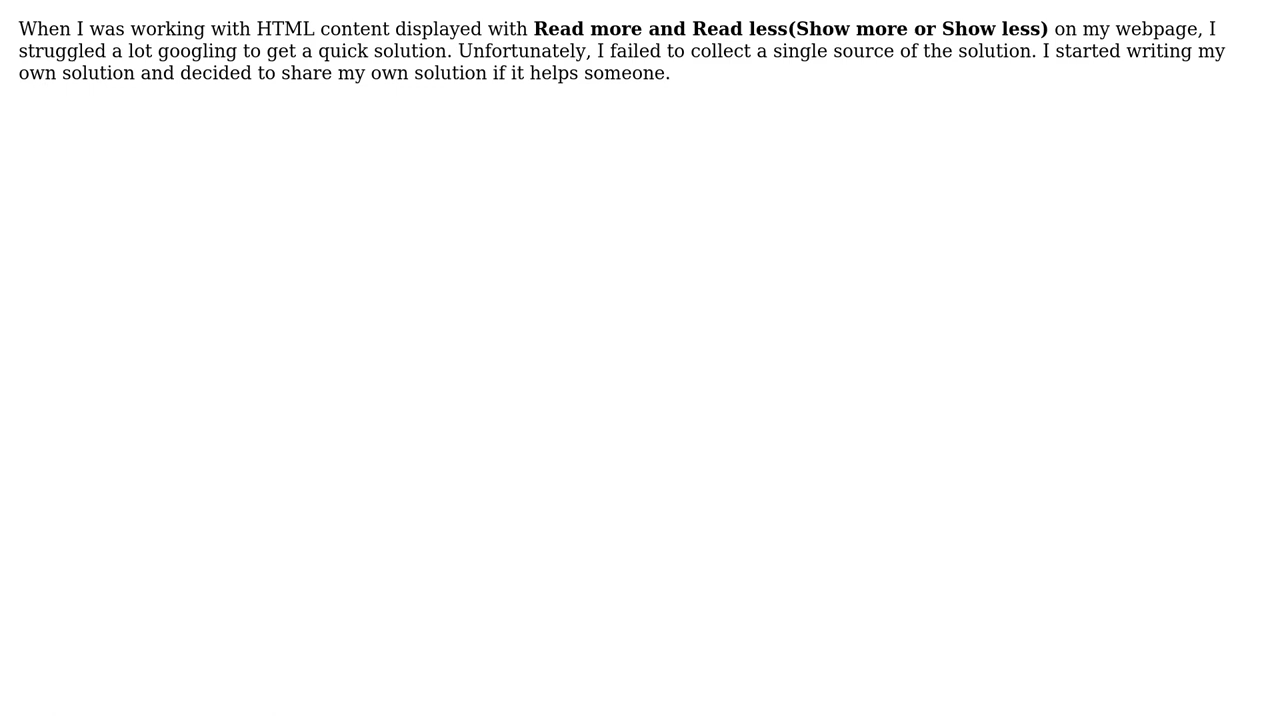 When I was working with HTML content displayed with Read more and Read less(Show more or Show less) on my webpage, I
struggled a lot googling to get a quick solution. Unfortunately, I failed to collect a single source of the solution. I started writing my
own solution and decided to share my own solution if it helps someone.